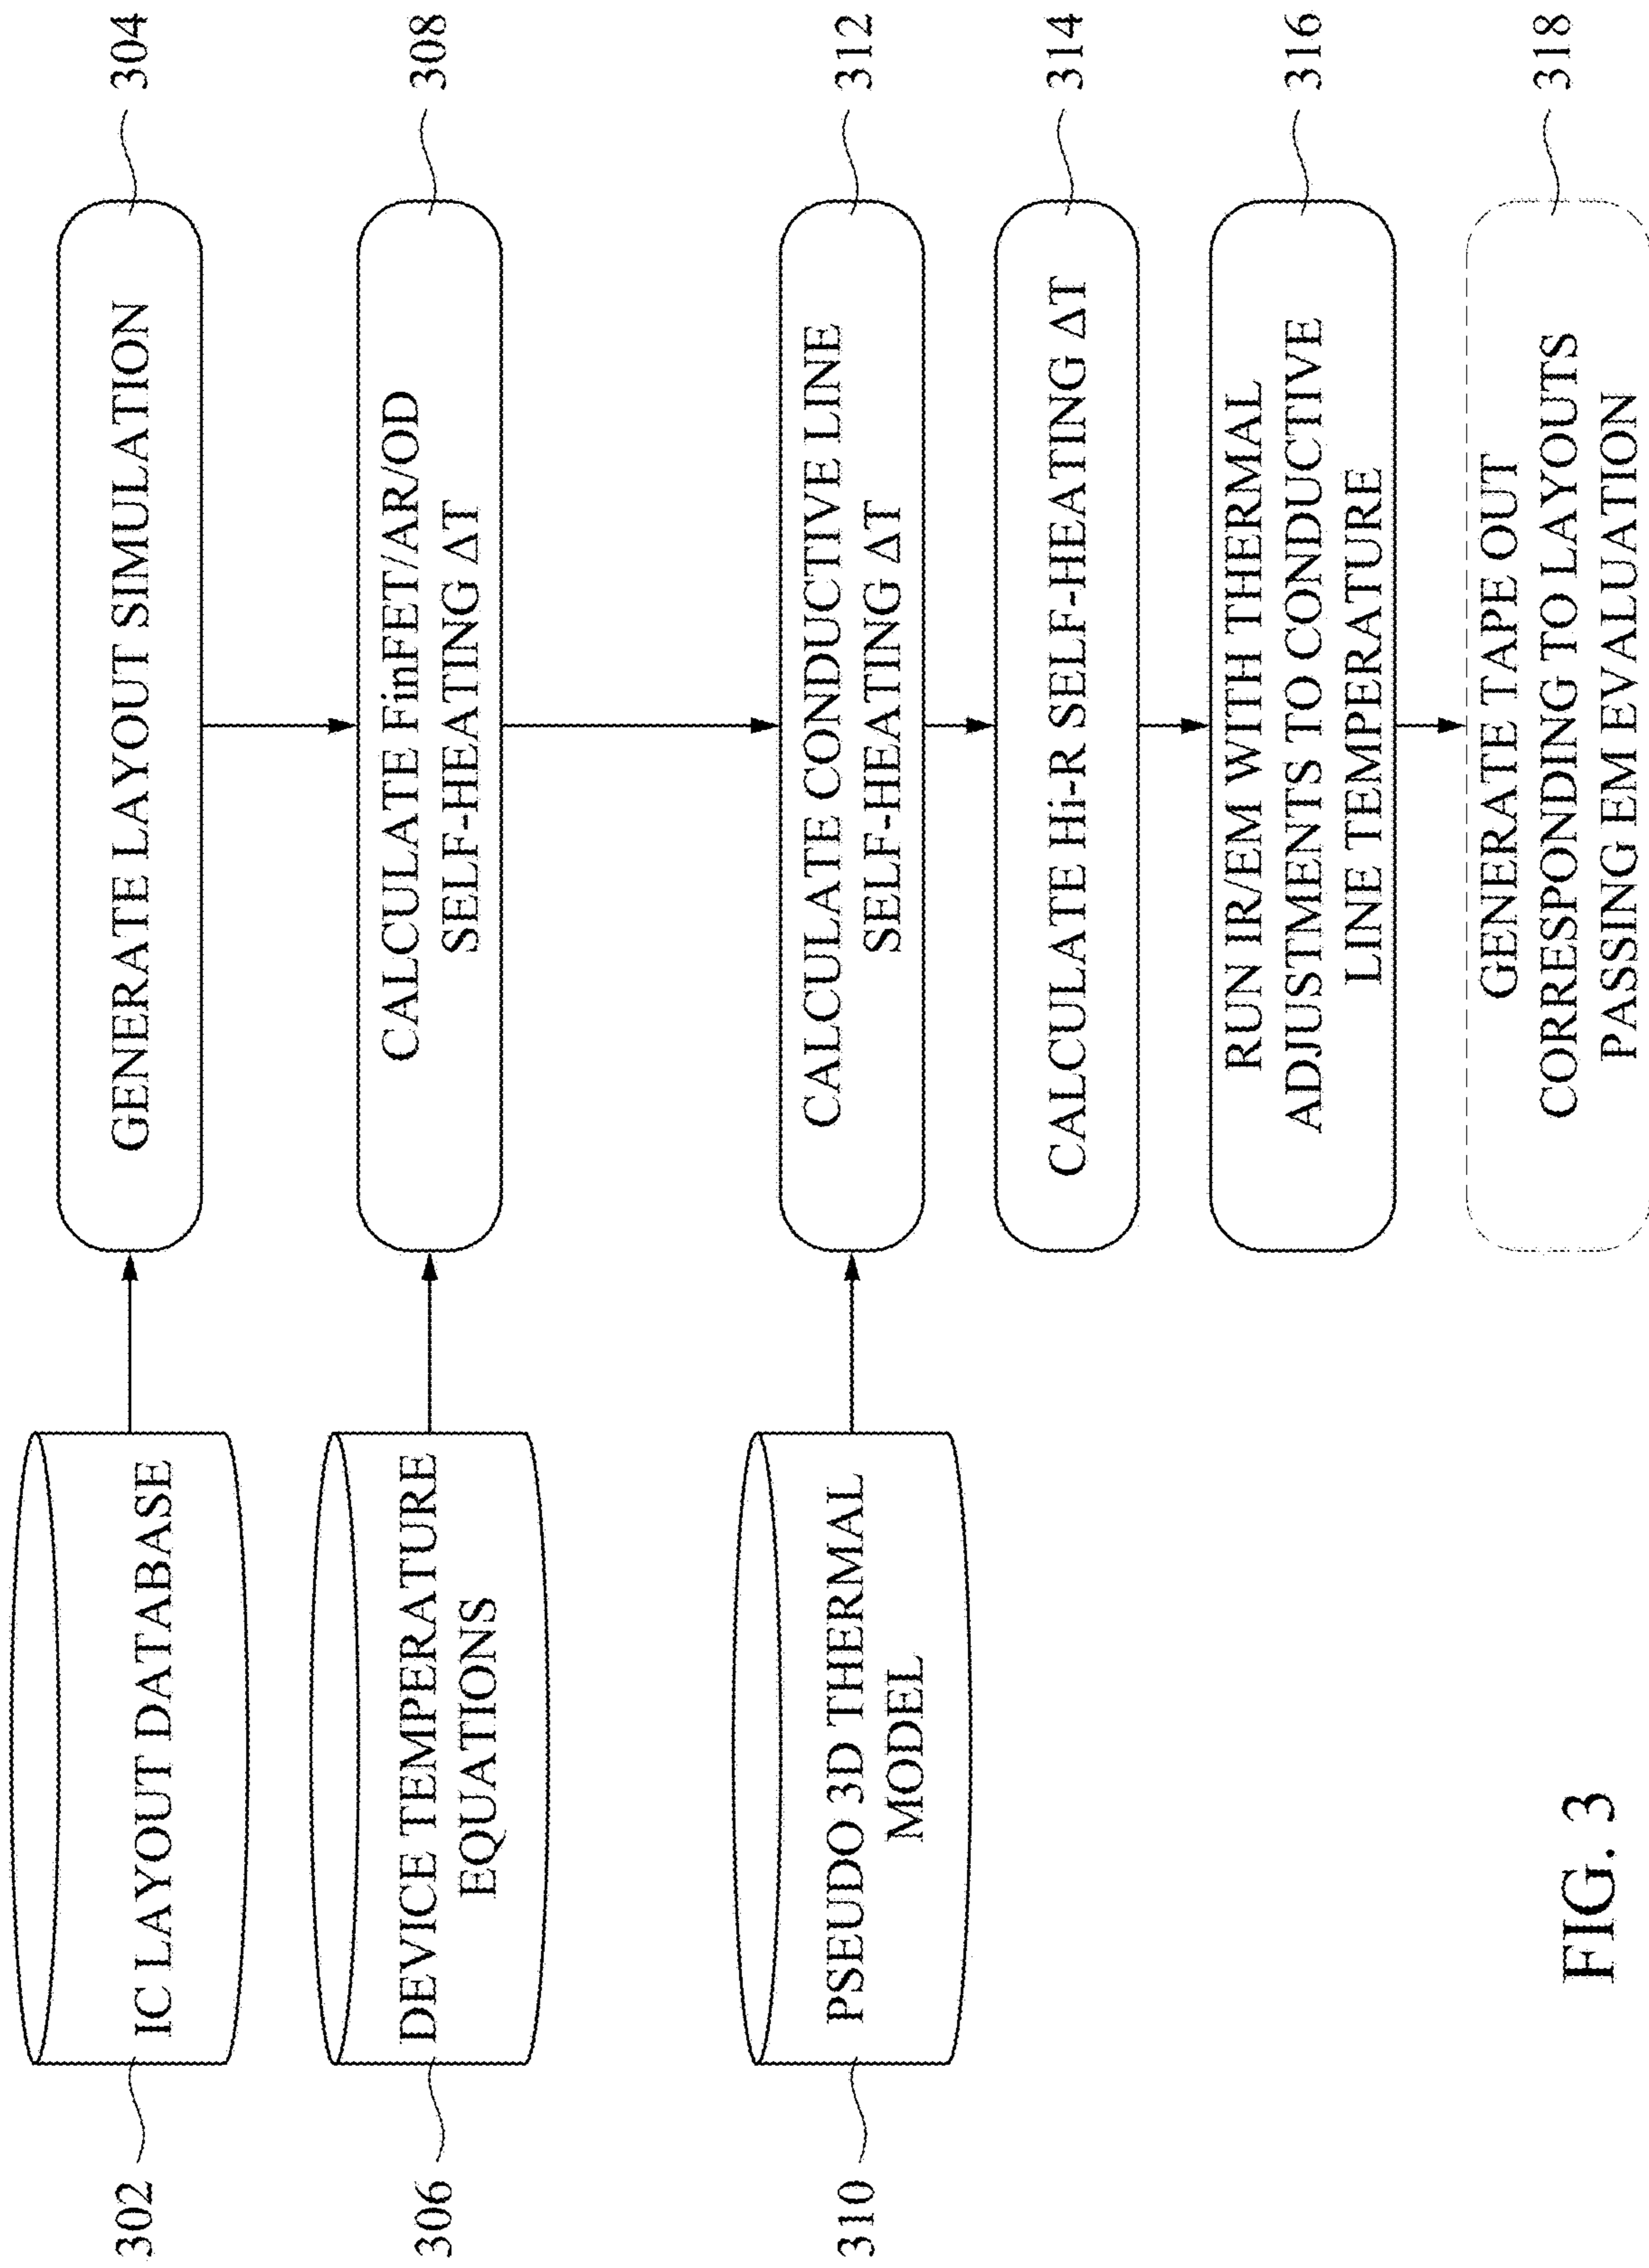 302
IC LAYOUT DATABASE
GENERATE LAYOUT SIMULATION
304
306
DEVICE TEMPERATURE
EQUATIONS
CALCULATE FinFET/AR/OD
SELF-HEATING ΔT
308
310
PSEUDO 3D THERMAL
MODEL
CALCULATE CONDUCTIVE LINE
SELF-HEATING ΔT
312
CALCULATE Hi-R SELF-HEATING ΔT
314
RUN IR/EM WITH THERMAL
ADJUSTMENTS TO CONDUCTIVE
LINE TEMPERATURE
316
GENERATE TAPE OUT
CORRESPONDING TO LAYOUTS
PASSING EM EVALUATION
318
FIG. 3